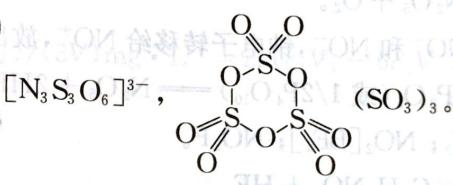 [N₃S₃O₆]³⁻,
O O
S
O O
O S S O
O O O
(SO₃)₃。